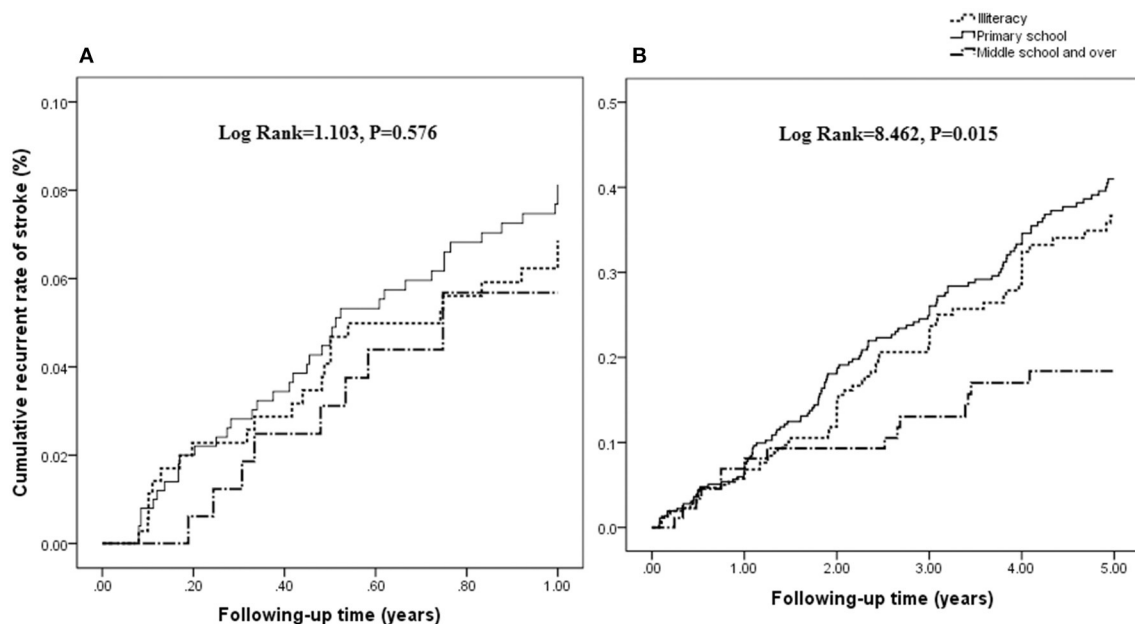 Illiteracy
Primary school
Middle school and over
A
B
Log Rank=1.103, P=0.576
Log Rank=8.462, P=0.015
Cumulative recurrent rate of stroke (%)
0.10
0.08
0.06
0.04
0.02
0.00
.00 .20 .40 .60 .80 1.00
Following-up time (years)
0.5
0.4
0.3
0.2
0.1
0.0
.00 1.00 2.00 3.00 4.00 5.00
Following-up time (years)